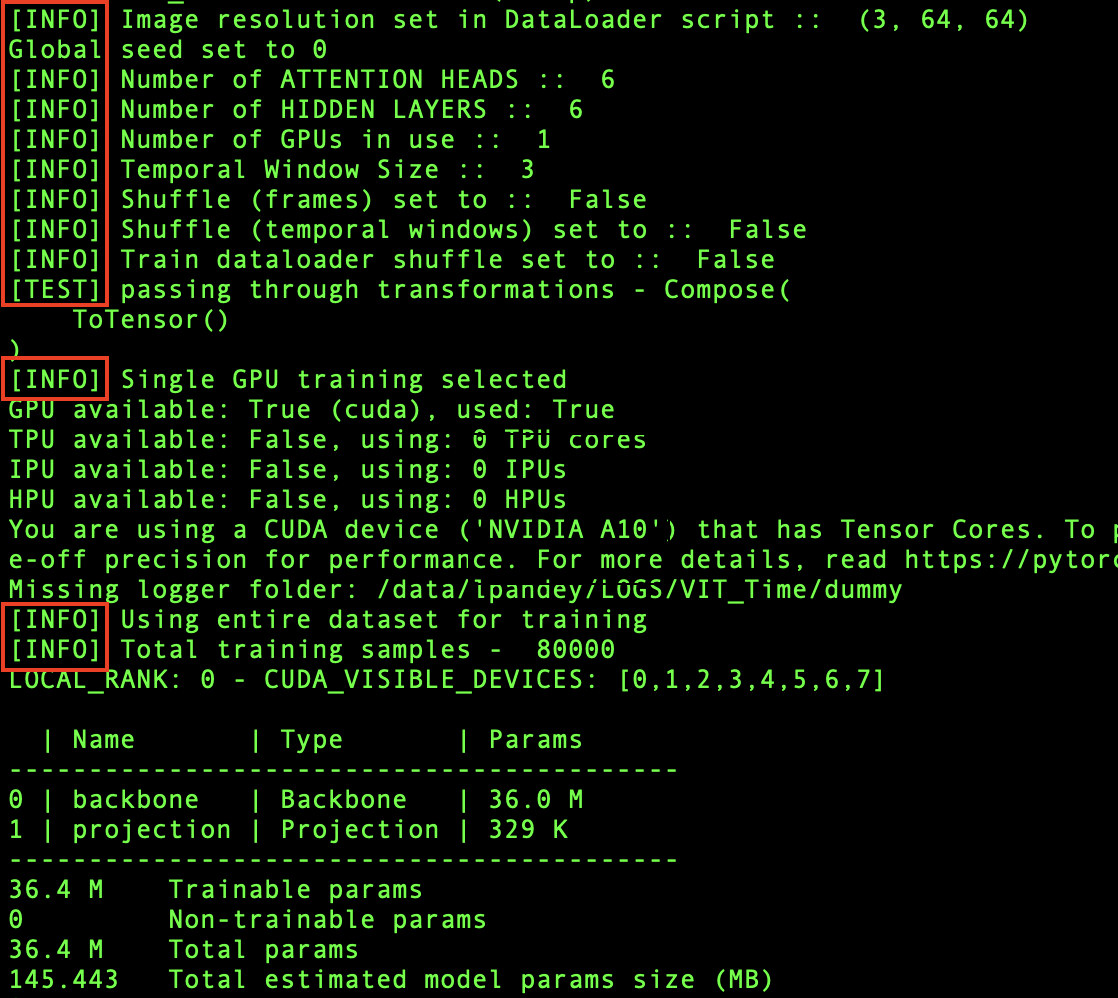 [INFO] Image resolution set in DataLoader script ::  (3, 64, 64)
Global seed set to 0
[INFO] Number of ATTENTION HEADS ::  6
[INFO] Number of HIDDEN LAYERS ::  6
[INFO] Number of GPUs in use ::  1
[INFO] Temporal Window Size ::  3
[INFO] Shuffle (frames) set to ::  False
[INFO] Shuffle (temporal windows) set to ::  False
[INFO] Train dataloader shuffle set to ::  False
[TEST] passing through transformations - Compose(
    ToTensor()
)
[INFO] Single GPU training selected
GPU available: True (cuda), used: True
TPU available: False, using: 0 TPU cores
IPU available: False, using: 0 IPUs
HPU available: False, using: 0 HPUs
You are using a CUDA device ('NVIDIA A10') that has Tensor Cores. To
e-off precision for performance. For more details, read https://pytorc
Missing logger folder: /data/lpandey/LOGS/VIT_Time/dummy
[INFO] Using entire dataset for training
[INFO] Total training samples -  80000
LOCAL_RANK: 0 - CUDA_VISIBLE_DEVICES: [0,1,2,3,4,5,6,7]
  | Name       | Type       | Params
------------------------------------------
0 | backbone   | Backbone   | 36.0 M
1 | projection | Projection | 329 K
------------------------------------------
36.4 M    Trainable params
0         Non-trainable params
36.4 M    Total params
145.443   Total estimated model params size (MB)